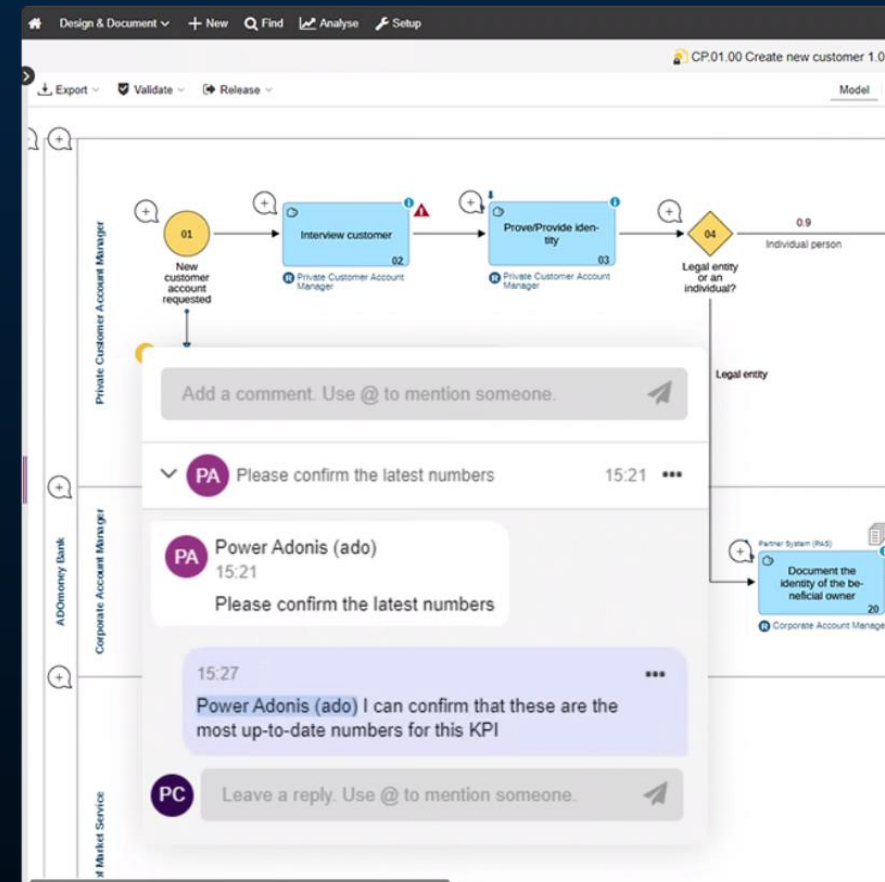 Design & Document
New
Find
Analyse
Setup
CP.01.00 Create new customer 1.0
Export
Validate
Release
Model
Private Customer Account Manager
01
New
customer
account
requested
Interview customer
02
R Private Customer Account
Manager
Prove/Provide iden-
tity
03
R Private Customer Account
Manager
04
Legal entity
or an
individual?
0.9
Individual person
Legal entity
Add a comment. Use @ to mention someone.
PA Please confirm the latest numbers 15:21
PA
Power Adonis (ado)
15:21
Please confirm the latest numbers
15:27
Power Adonis (ado) I can confirm that these are the
most up-to-date numbers for this KPI
PC
Leave a reply. Use @ to mention someone.
ADOmoney Bank
Corporate Account Manager
Partner System (PAS)
Document the
identity of the be-
neficial owner
20
R Corporate Account Manage
Market Service